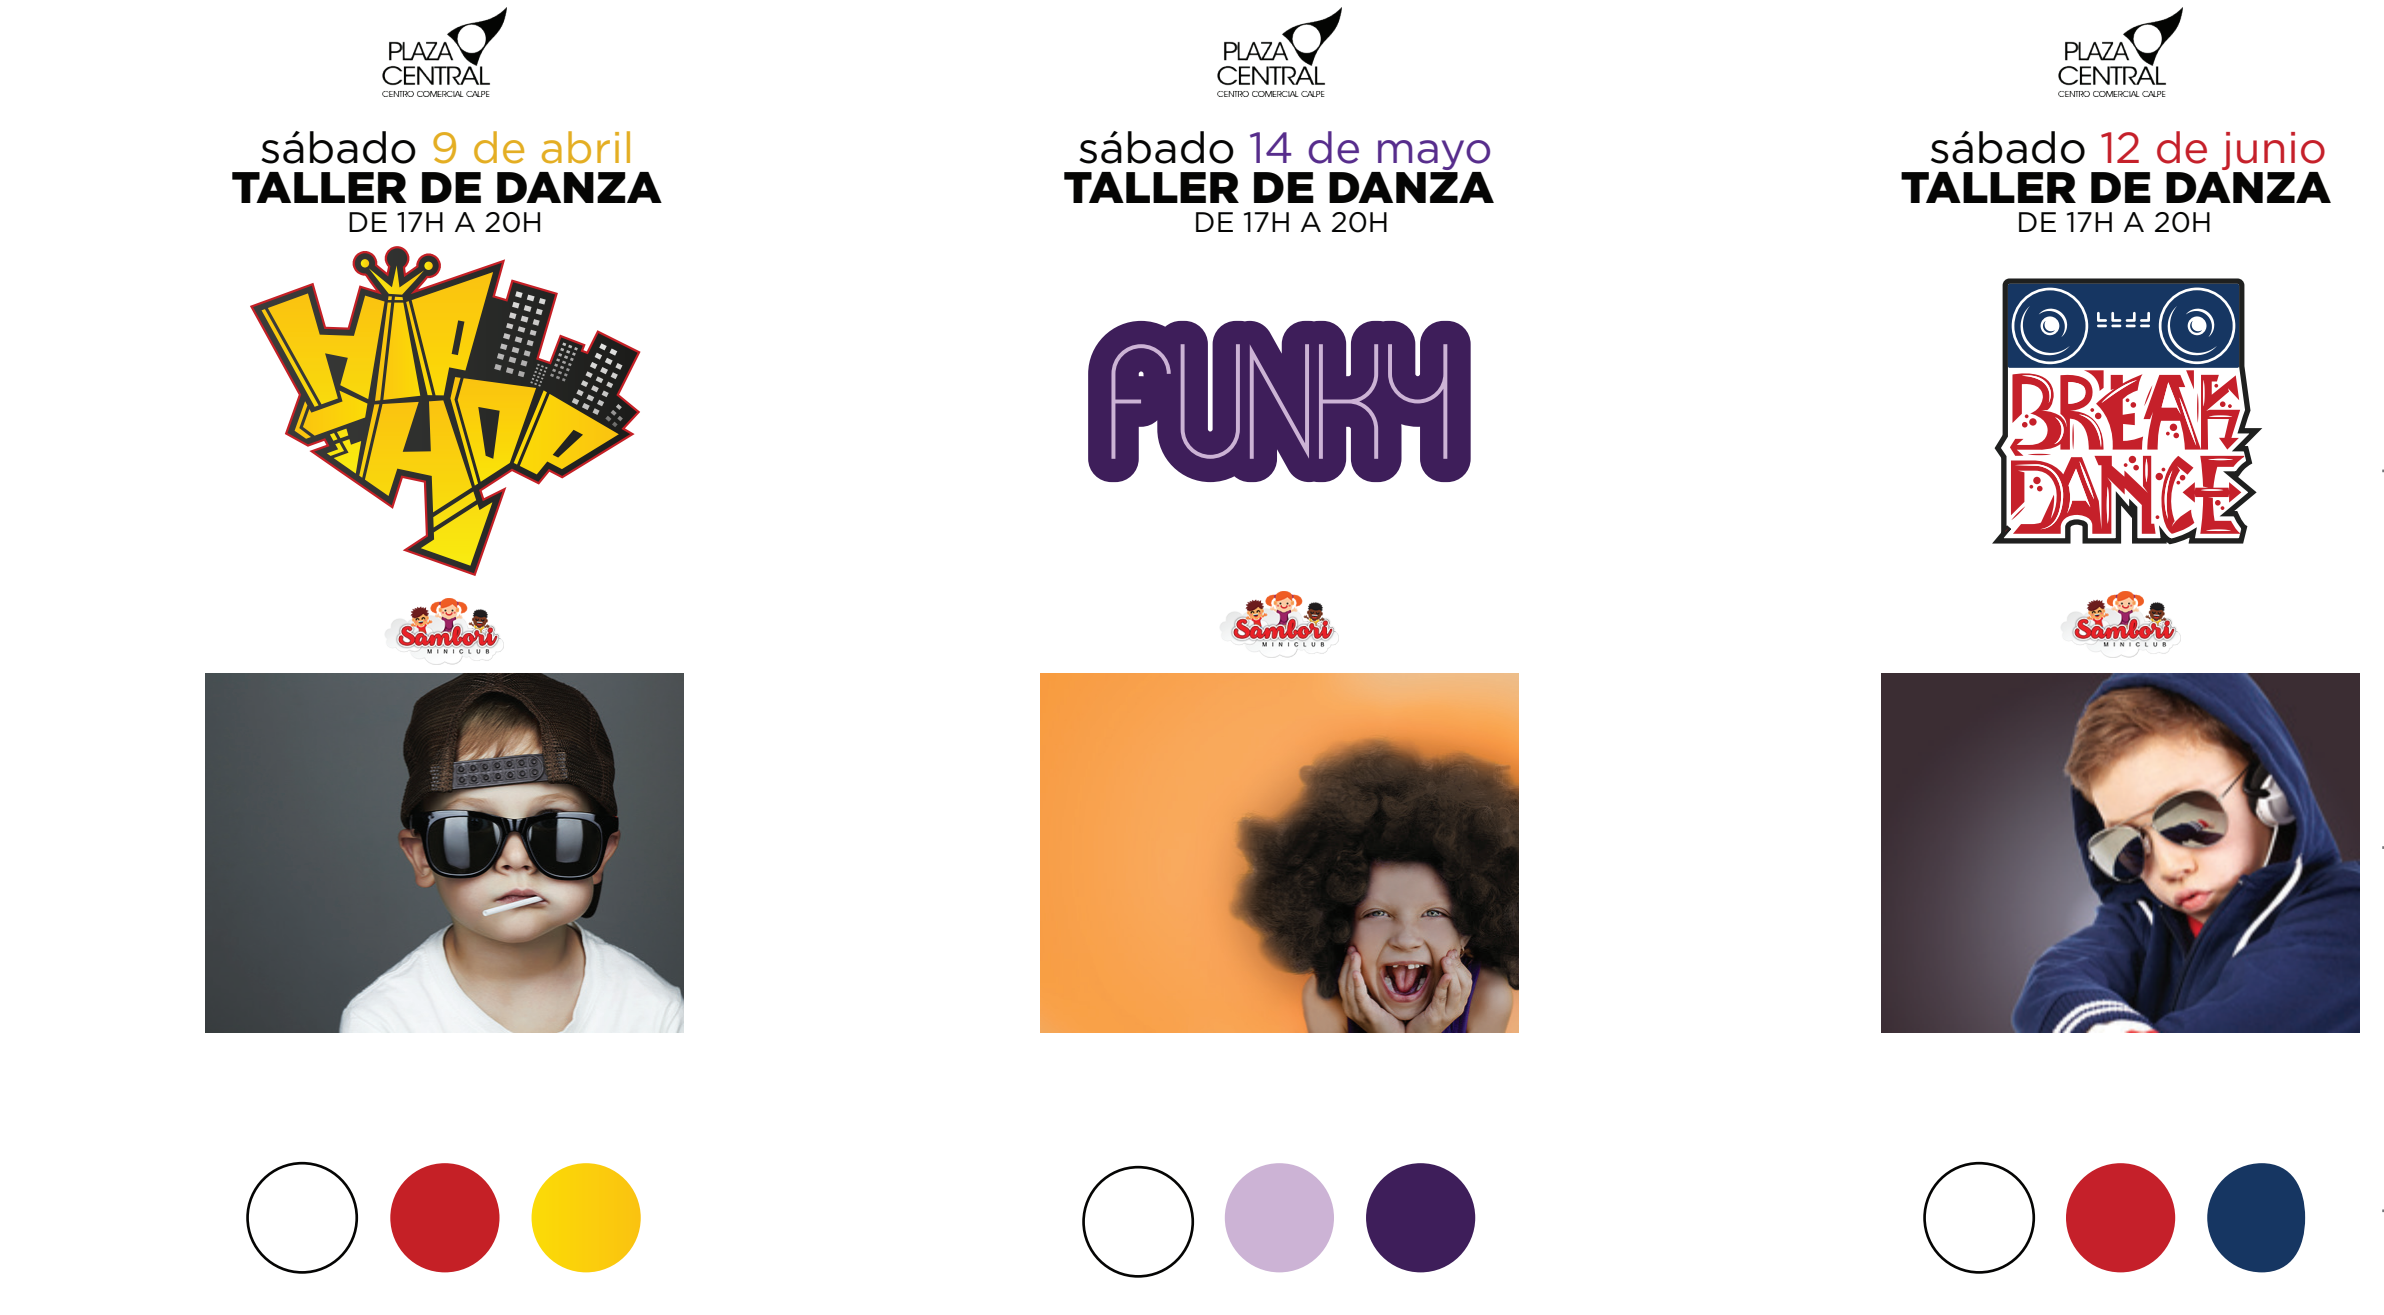 PLAZA
CENTRAL
CENTRO COMERCIAL CALPE
sábado 9 de abril
TALLER DE DANZA
DE 17H A 20H
HIP
HOP
Sambori
MINICLUB
PLAZA
CENTRAL
CENTRO COMERCIAL CALPE
sábado 14 de mayo
TALLER DE DANZA
DE 17H A 20H
FUNKY
Sambori
MINICLUB
PLAZA
CENTRAL
CENTRO COMERCIAL CALPE
sábado 12 de junio
TALLER DE DANZA
DE 17H A 20H
BREAK
DANCE
Sambori
MINICLUB